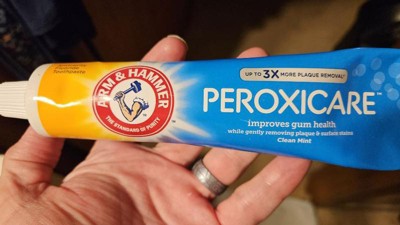 Toothpaste
ARM & HAMMER
THE STANDARD OF PURITY
UP TO 3X MORE PLAQUE REMOVAL†
PEROXICARE™
improves gum health
while gently removing plaque & surface stains
Clean Mint